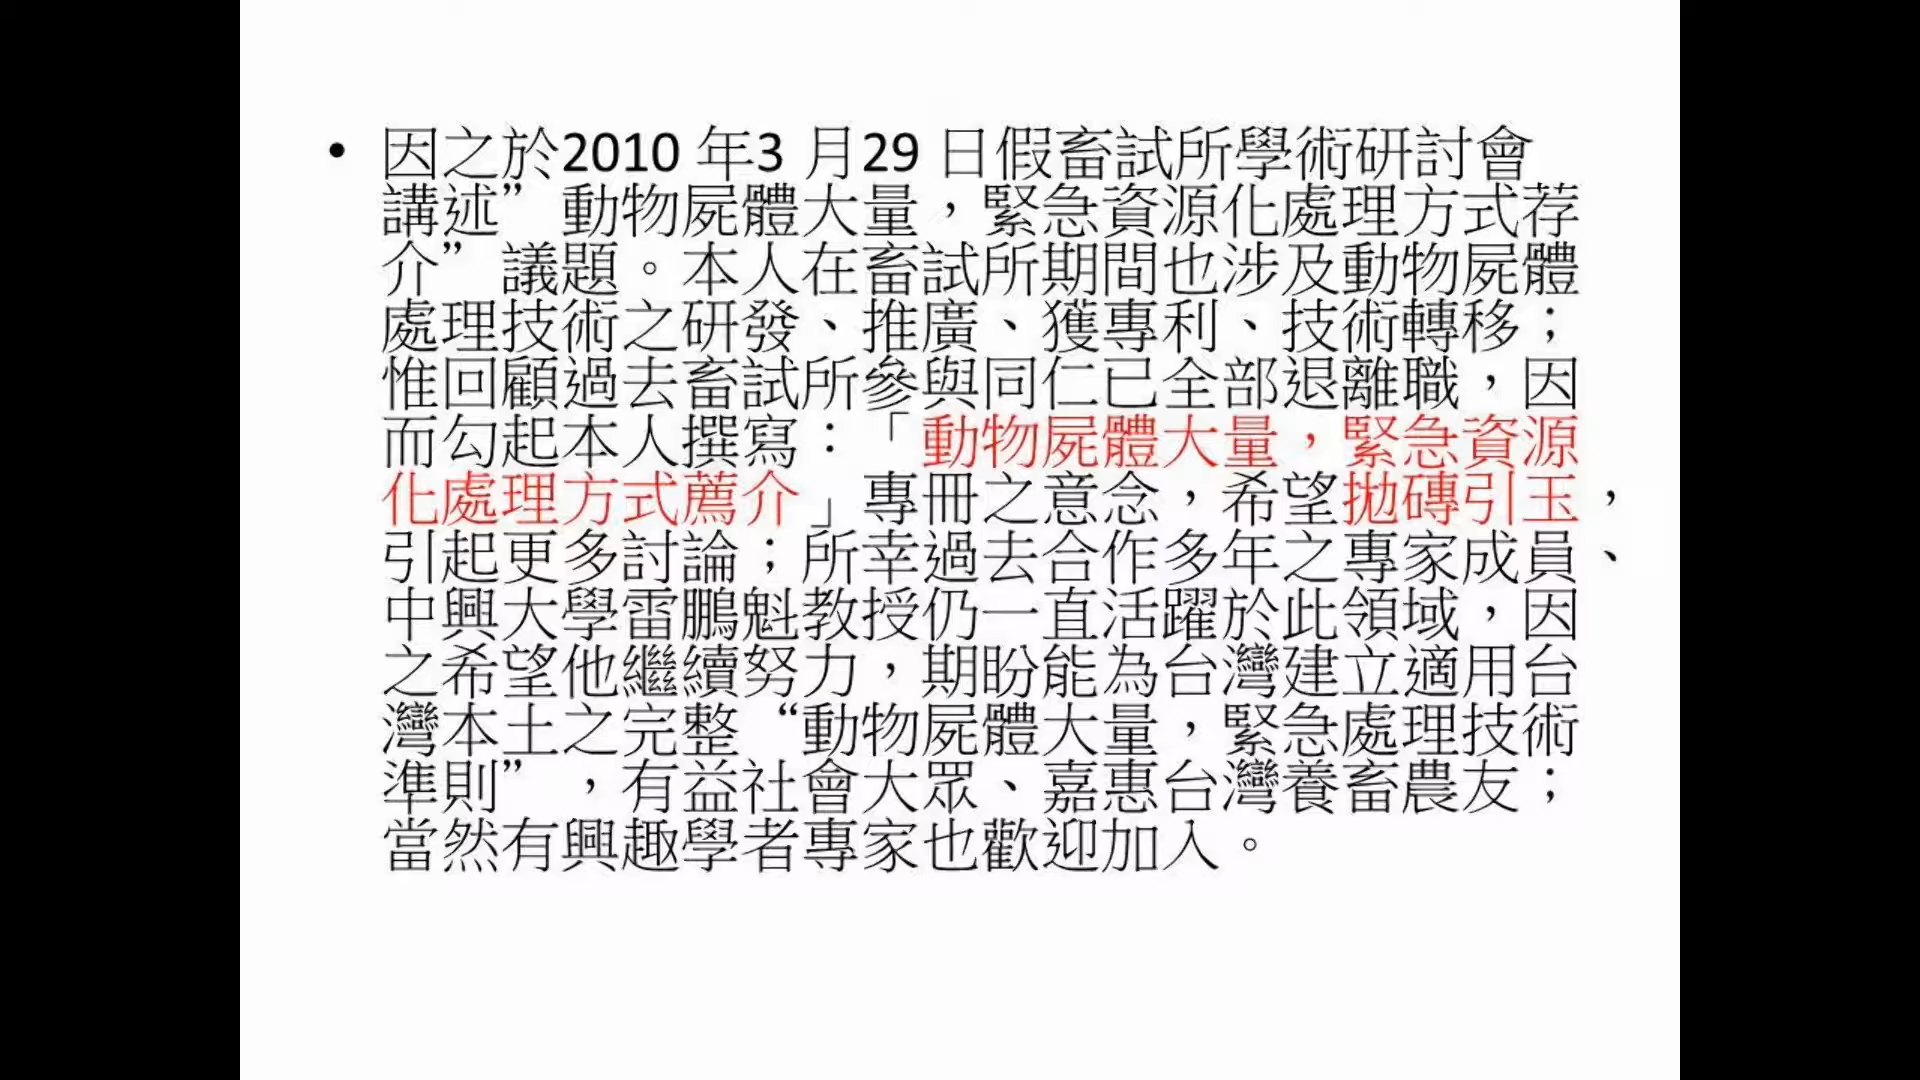 • 因之於2010 年3 月29 日假畜試所學術研討會
講述”動物屍體大量，緊急資源化處理方式荐
介”議題。本人在畜試所期間也涉及動物屍體
處理技術之研發、推廣、獲專利、技術轉移；
惟回顧過去畜試所參與同仁已全部退離職，因
而勾起本人撰寫：「動物屍體大量，緊急資源
化處理方式薦介」專冊之意念，希望拋磚引玉，
引起更多討論；所幸過去合作多年之專家成員、
中興大學雷鵬魁教授仍一直活躍於此領域，因
之希望他繼續努力，期盼能為台灣建立適用台
灣本土之完整“動物屍體大量，緊急處理技術
準則”，有益社會大眾、嘉惠台灣養畜農友；
當然有興趣學者專家也歡迎加入。